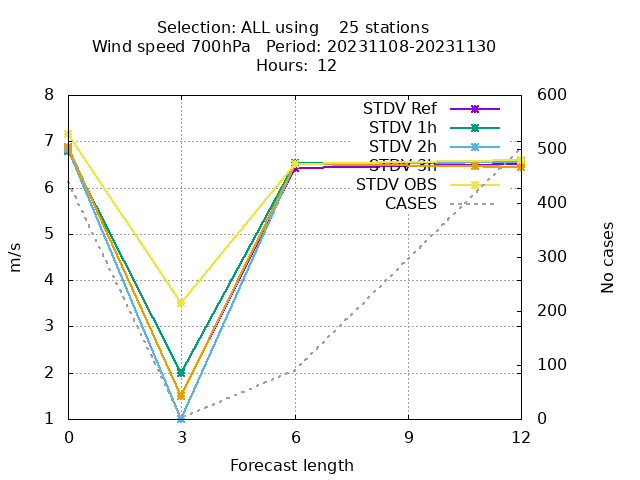 Selection: ALL using    25 stations
Wind speed 700hPa   Period: 20231108-20231130
Hours: 12
8
7
6
5
4
3
2
1
0
3
6
9
12
600
500
400
300
200
100
0
STDV Ref
STDV 1h
STDV 2h
STDV 3h
STDV OBS
CASES
m/s
No cases
Forecast length